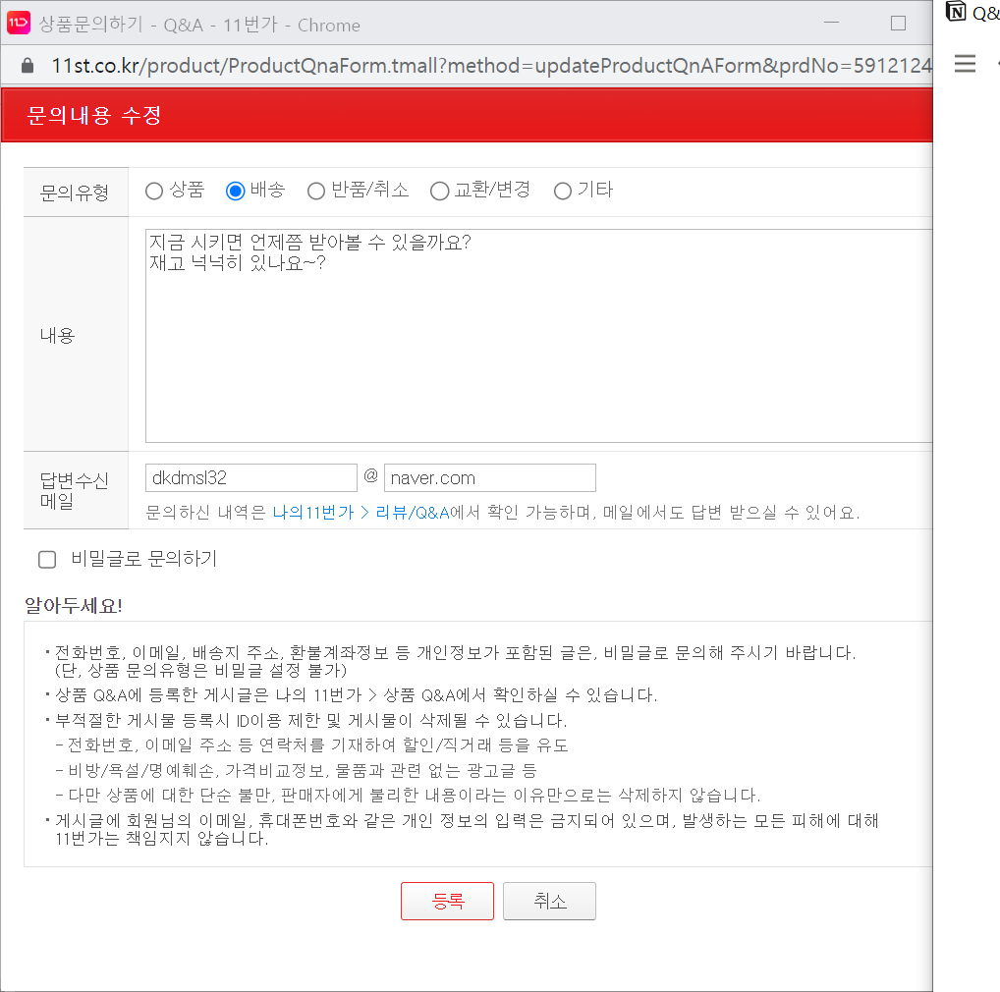 상품문의하기 - Q&A - 11번가 - Chrome
Q&
11st.co.kr/product/ProductQnaForm.tmall?method=updateProductQnAForm&prdNo=5912124
문의내용 수정
문의유형 상품 배송 반품/취소 교환/변경 기타
지금 시키면 언제쯤 받아볼 수 있을까요?
재고 넉넉히 있나요~?
내용
답변수신
메일
dkdmsl32 @ naver.com
문의하신 내역은 나의11번가 > 리뷰/Q&A에서 확인 가능하며, 메일에서도 답변 받으실 수 있어요.
비밀글로 문의하기
알아두세요!
· 전화번호, 이메일, 배송지 주소, 환불계좌정보 등 개인정보가 포함된 글은, 비밀글로 문의해 주시기 바랍니다.
(단, 상품 문의유형은 비밀글 설정 불가)
· 상품 Q&A에 등록한 게시글은 나의 11번가 > 상품 Q&A에서 확인하실 수 있습니다.
· 부적절한 게시물 등록시 ID이용 제한 및 게시물이 삭제될 수 있습니다.
- 전화번호, 이메일 주소 등 연락처를 기재하여 할인/직거래 등을 유도
- 비방/욕설/명예훼손, 가격비교정보, 물품과 관련 없는 광고글 등
- 다만 상품에 대한 단순 불만, 판매자에게 불리한 내용이라는 이유만으로는 삭제하지 않습니다.
· 게시글에 회원님의 이메일, 휴대폰번호와 같은 개인 정보의 입력은 금지되어 있으며, 발생하는 모든 피해에 대해
11번가는 책임지지 않습니다.
등록 취소